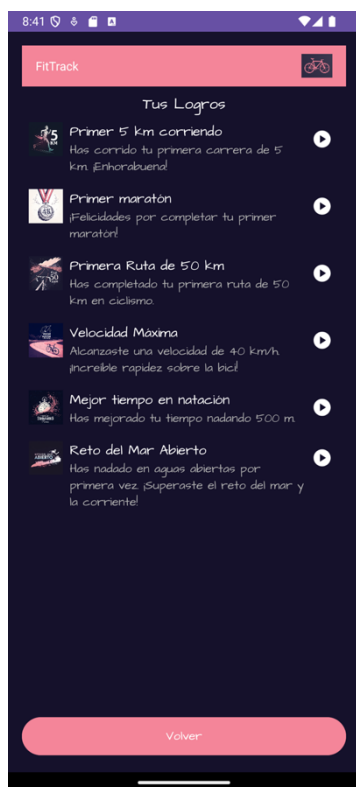 8:41
FitTrack
Tus Logros
Primer 5 km corriendo
Has corrido tu primera carrera de 5
km. ¡Enhorabuena!
Primer maratón
¡Felicidades por completar tu primer
maratón!
Primera Ruta de 50 km
Has completado tu primera ruta de 50
km en ciclismo.
Velocidad Máxima
Alcanzaste una velocidad de 40 km/h.
¡Increíble rapidez sobre la bici!
Mejor tiempo en natación
Has mejorado tu tiempo nadando 500 m.
Reto del Mar Abierto
Has nadado en aguas abiertas por
primera vez. ¡Superaste el reto del mar y
la corriente!
Volver